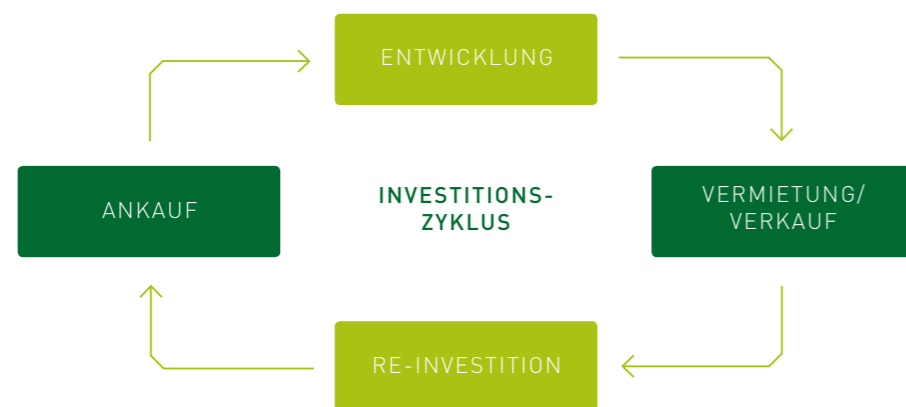 ENTWICKLUNG
ANKAUF
INVESTITIONS-
ZYKLUS
VERMIETUNG/
VERKAUF
RE-INVESTITION